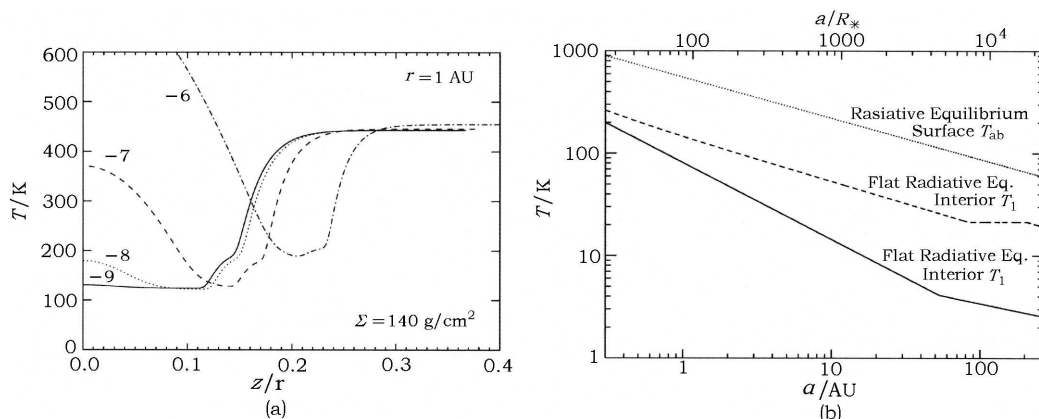 600
500
400
300
200
100
0
T/K
r = 1 AU
−6
−7
−8
−9
Σ = 140 g/cm²
0.0 0.1 0.2 0.3 0.4
z/r
(a)
a/R*
100 1000 10⁴
1000
100
10
1
T/K
Rasiative Equilibrium
Surface Tab
Flat Radiative Eq.
Interior T1
Flat Radiative Eq.
Interior T1
1 10 100
a/AU
(b)